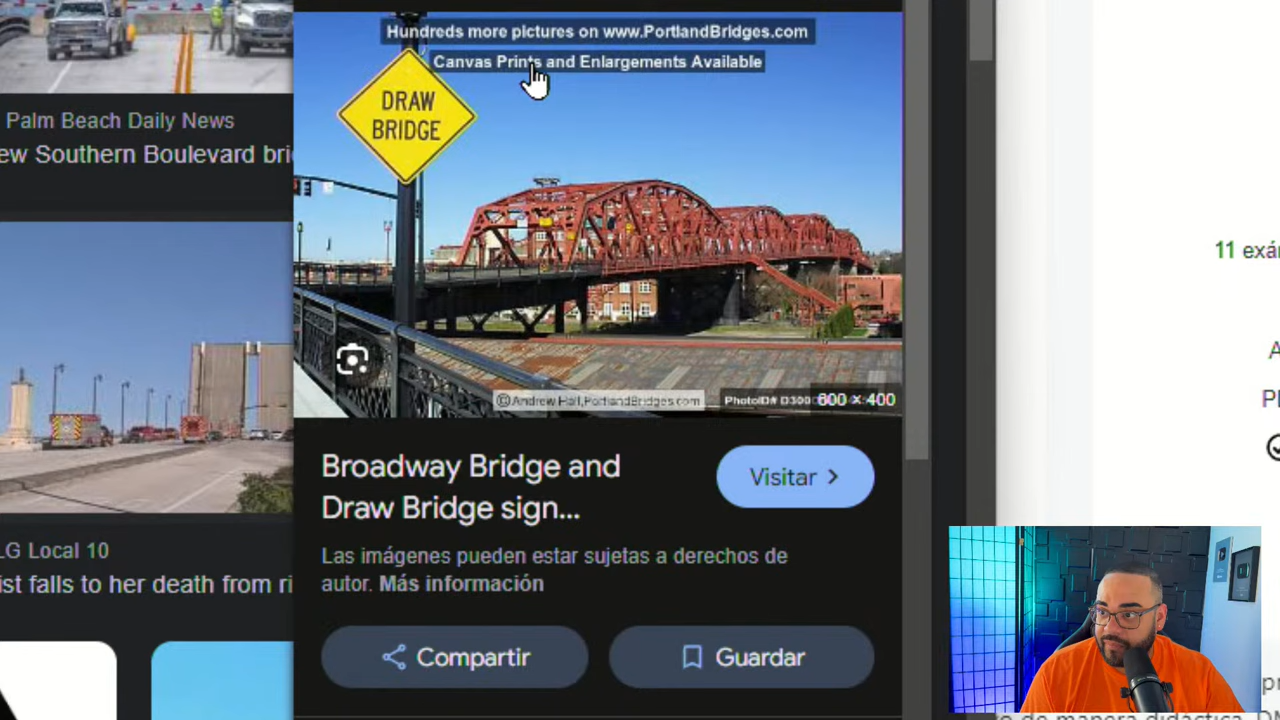 Palm Beach Daily News
ew Southern Boulevard bri
LG Local 10
ist falls to her death from ri
Hundreds more pictures on www.PortlandBridges.com
Canvas Prints and Enlargements Available
DRAW
BRIDGE
©Andrew Hall,PortlandBridges.com
PhotoID# D300
600 × 400
Broadway Bridge and
Draw Bridge sign...
Visitar
Las imágenes pueden estar sujetas a derechos de
autor. Más información
Compartir
Guardar
11 exá